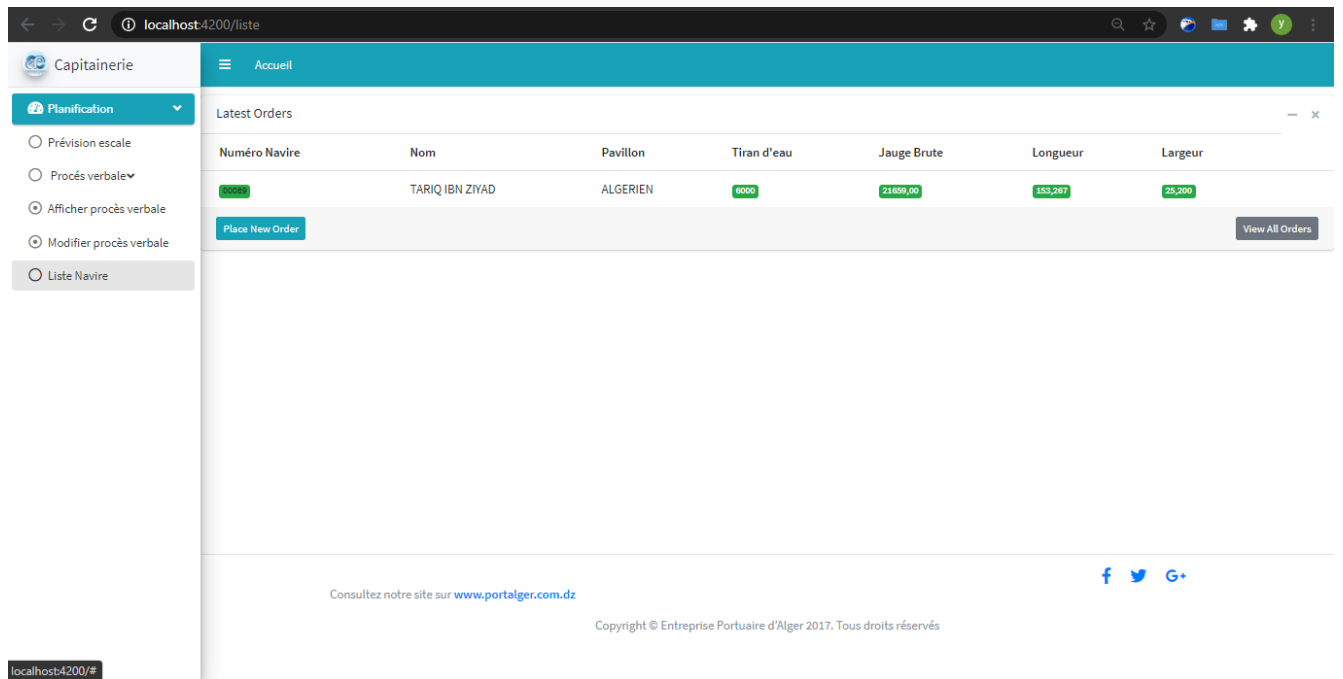 localhost:4200/liste
y
Capitainerie
Accueil
Planification
Prévision escale
Procés verbale
Afficher procès verbale
Modifier procès verbale
Liste Navire
Latest Orders
Numéro Navire Nom Pavillon Tiran d'eau Jauge Brute Longueur Largeur
00089 TARIQ IBN ZIYAD ALGERIEN 6000 21659,00 153,267 25,200
Place New Order View All Orders
Consultez notre site sur www.portalger.com.dz
Copyright © Entreprise Portuaire d'Alger 2017. Tous droits réservés
localhost:4200/#